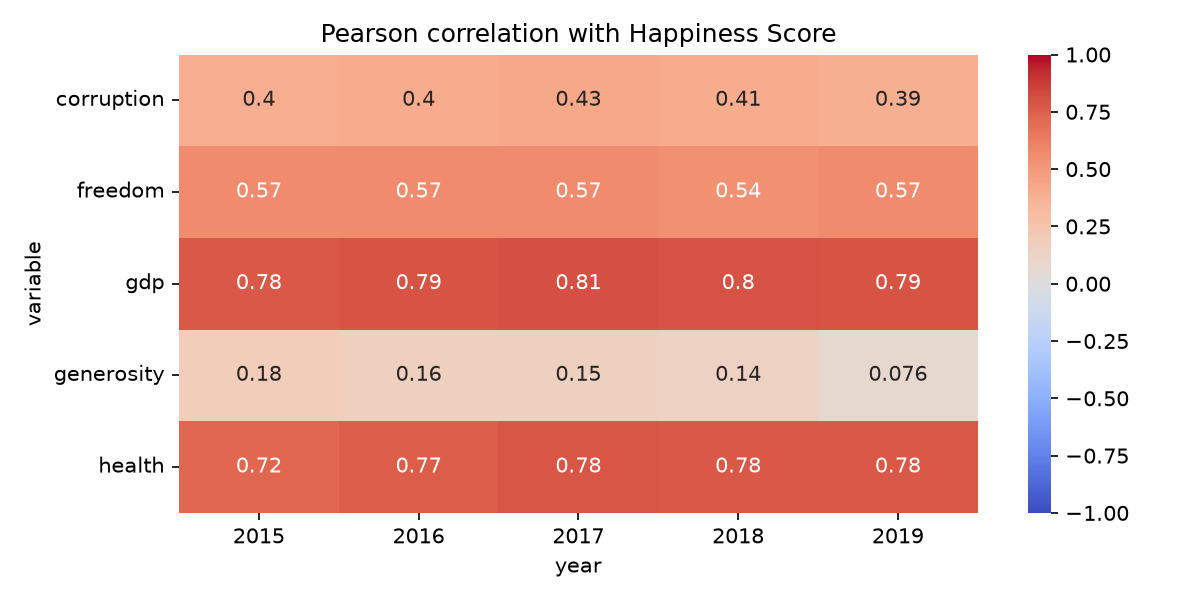 Pearson correlation with Happiness Score
corruption 0.4 0.4 0.43 0.41 0.39
freedom 0.57 0.57 0.57 0.54 0.57
gdp 0.78 0.79 0.81 0.8 0.79
generosity 0.18 0.16 0.15 0.14 0.076
health 0.72 0.77 0.78 0.78 0.78
2015 2016 2017 2018 2019
year
variable
1.00
0.75
0.50
0.25
0.00
−0.25
−0.50
−0.75
−1.00